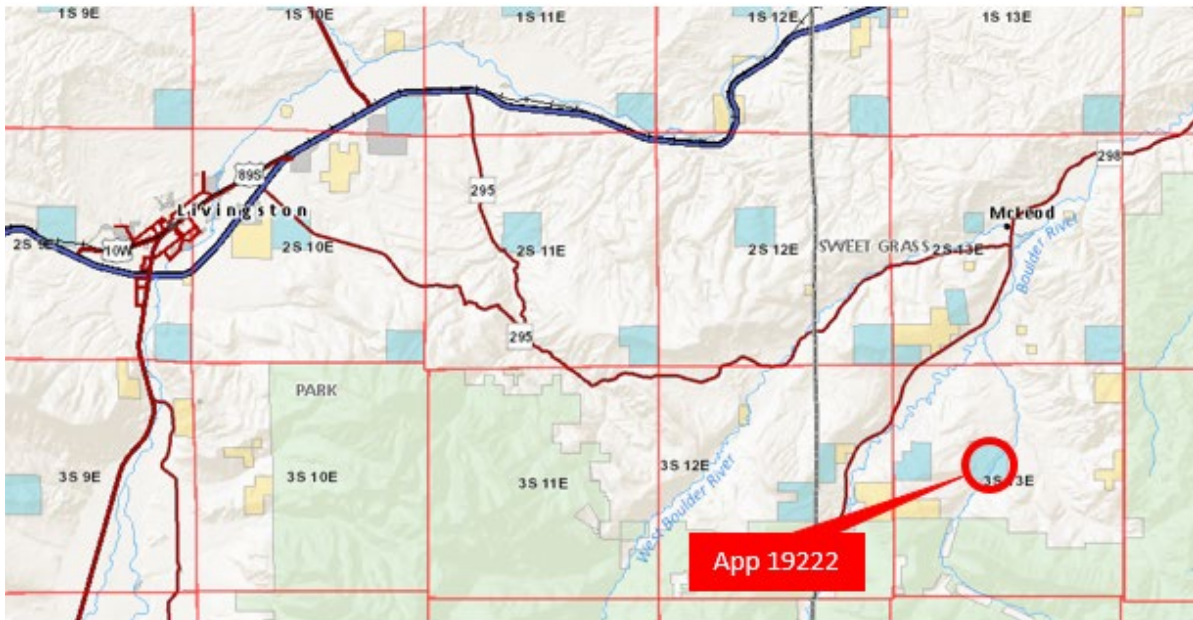 1S 10E
1S 11E
1S 12E
1S 13E
298
89S
295
Livingston
McLeod
2S 9E
10W
2S 10E
2S 11E
2S 12E
SWEET GRASS
2S 13E
Boulder River
295
PARK
3S 9E
3S 10E
3S 11E
3S 12E
3S 13E
West Boulder River
App 19222